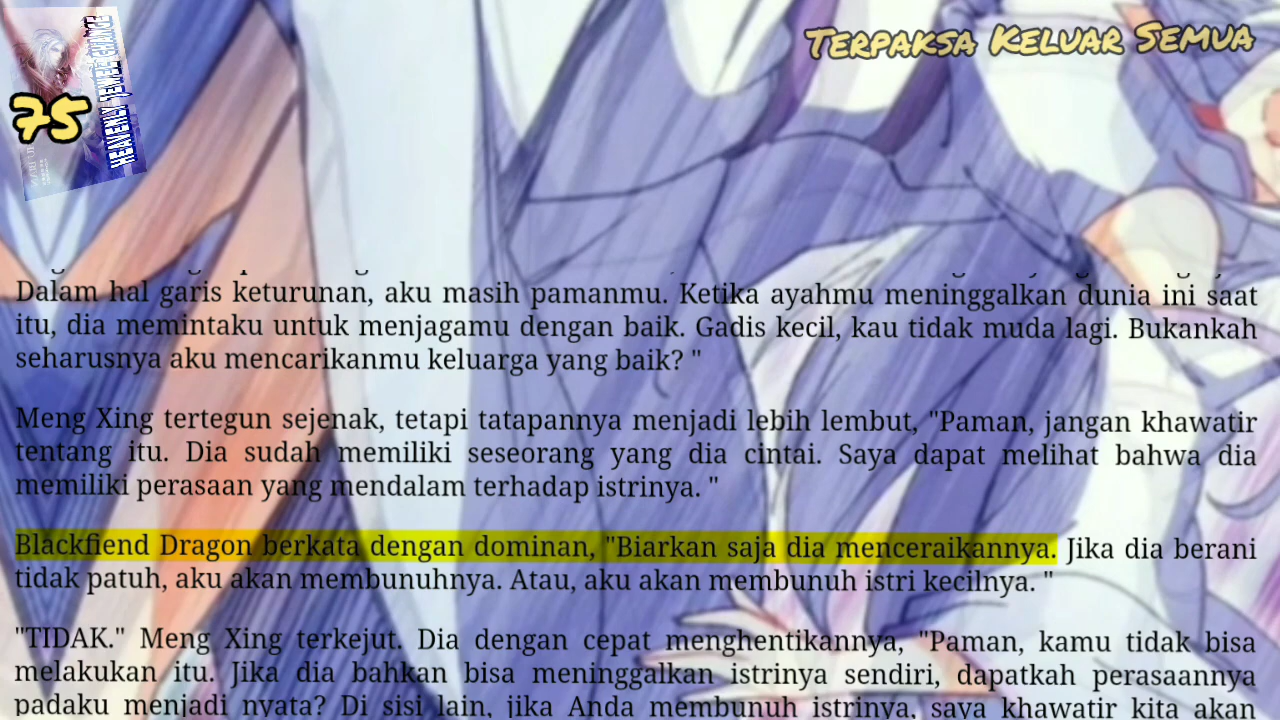 Terpaksa Keluar Semua
75
HEAVENLY JEWEL CHANGE
Dalam hal garis keturunan, aku masih pamanmu. Ketika ayahmu meninggalkan dunia ini saat
itu, dia memintaku untuk menjagamu dengan baik. Gadis kecil, kau tidak muda lagi. Bukankah
seharusnya aku mencarikanmu keluarga yang baik? "
Meng Xing tertegun sejenak, tetapi tatapannya menjadi lebih lembut, "Paman, jangan khawatir
tentang itu. Dia sudah memiliki seseorang yang dia cintai. Saya dapat melihat bahwa dia
memiliki perasaan yang mendalam terhadap istrinya. "
Blackfiend Dragon berkata dengan dominan, "Biarkan saja dia menceraikannya. Jika dia berani
tidak patuh, aku akan membunuhnya. Atau, aku akan membunuh istri kecilnya. "
"TIDAK." Meng Xing terkejut. Dia dengan cepat menghentikannya, "Paman, kamu tidak bisa
melakukan itu. Jika dia bahkan bisa meninggalkan istrinya sendiri, dapatkah perasaannya
padaku menjadi nyata? Di sisi lain, jika Anda membunuh istrinya, saya khawatir kita akan